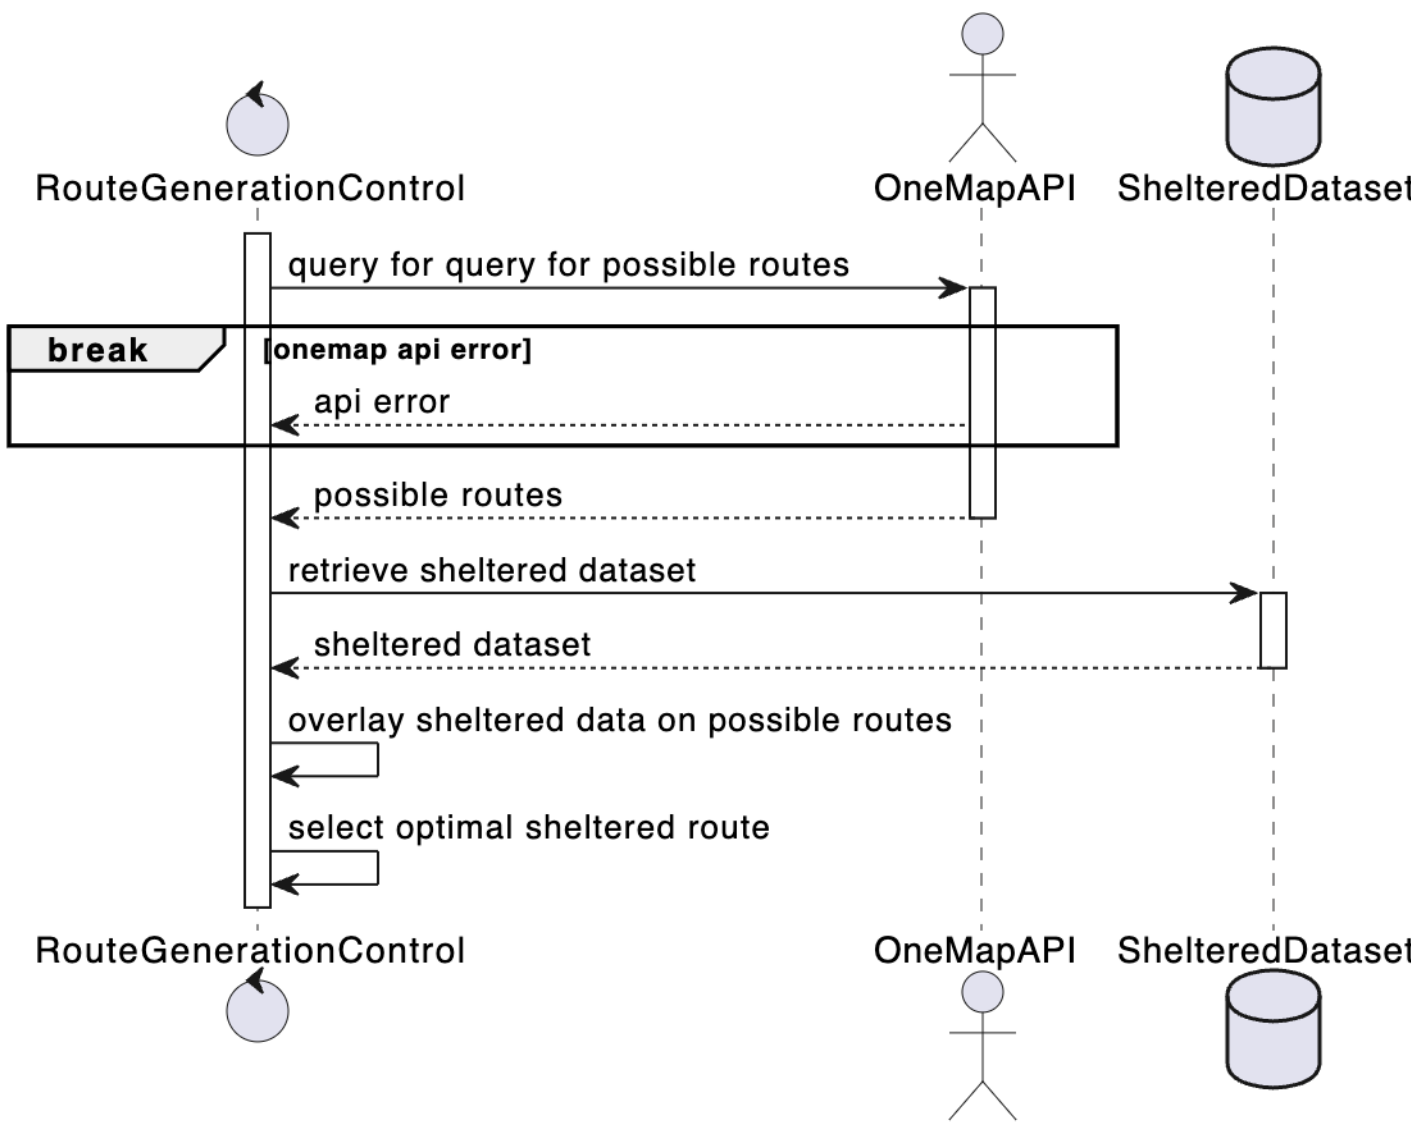 RouteGenerationControl
OneMapAPI
ShelteredDataset
query for query for possible routes
break
[onemap api error]
api error
possible routes
retrieve sheltered dataset
sheltered dataset
overlay sheltered data on possible routes
select optimal sheltered route
RouteGenerationControl
OneMapAPI
ShelteredDataset